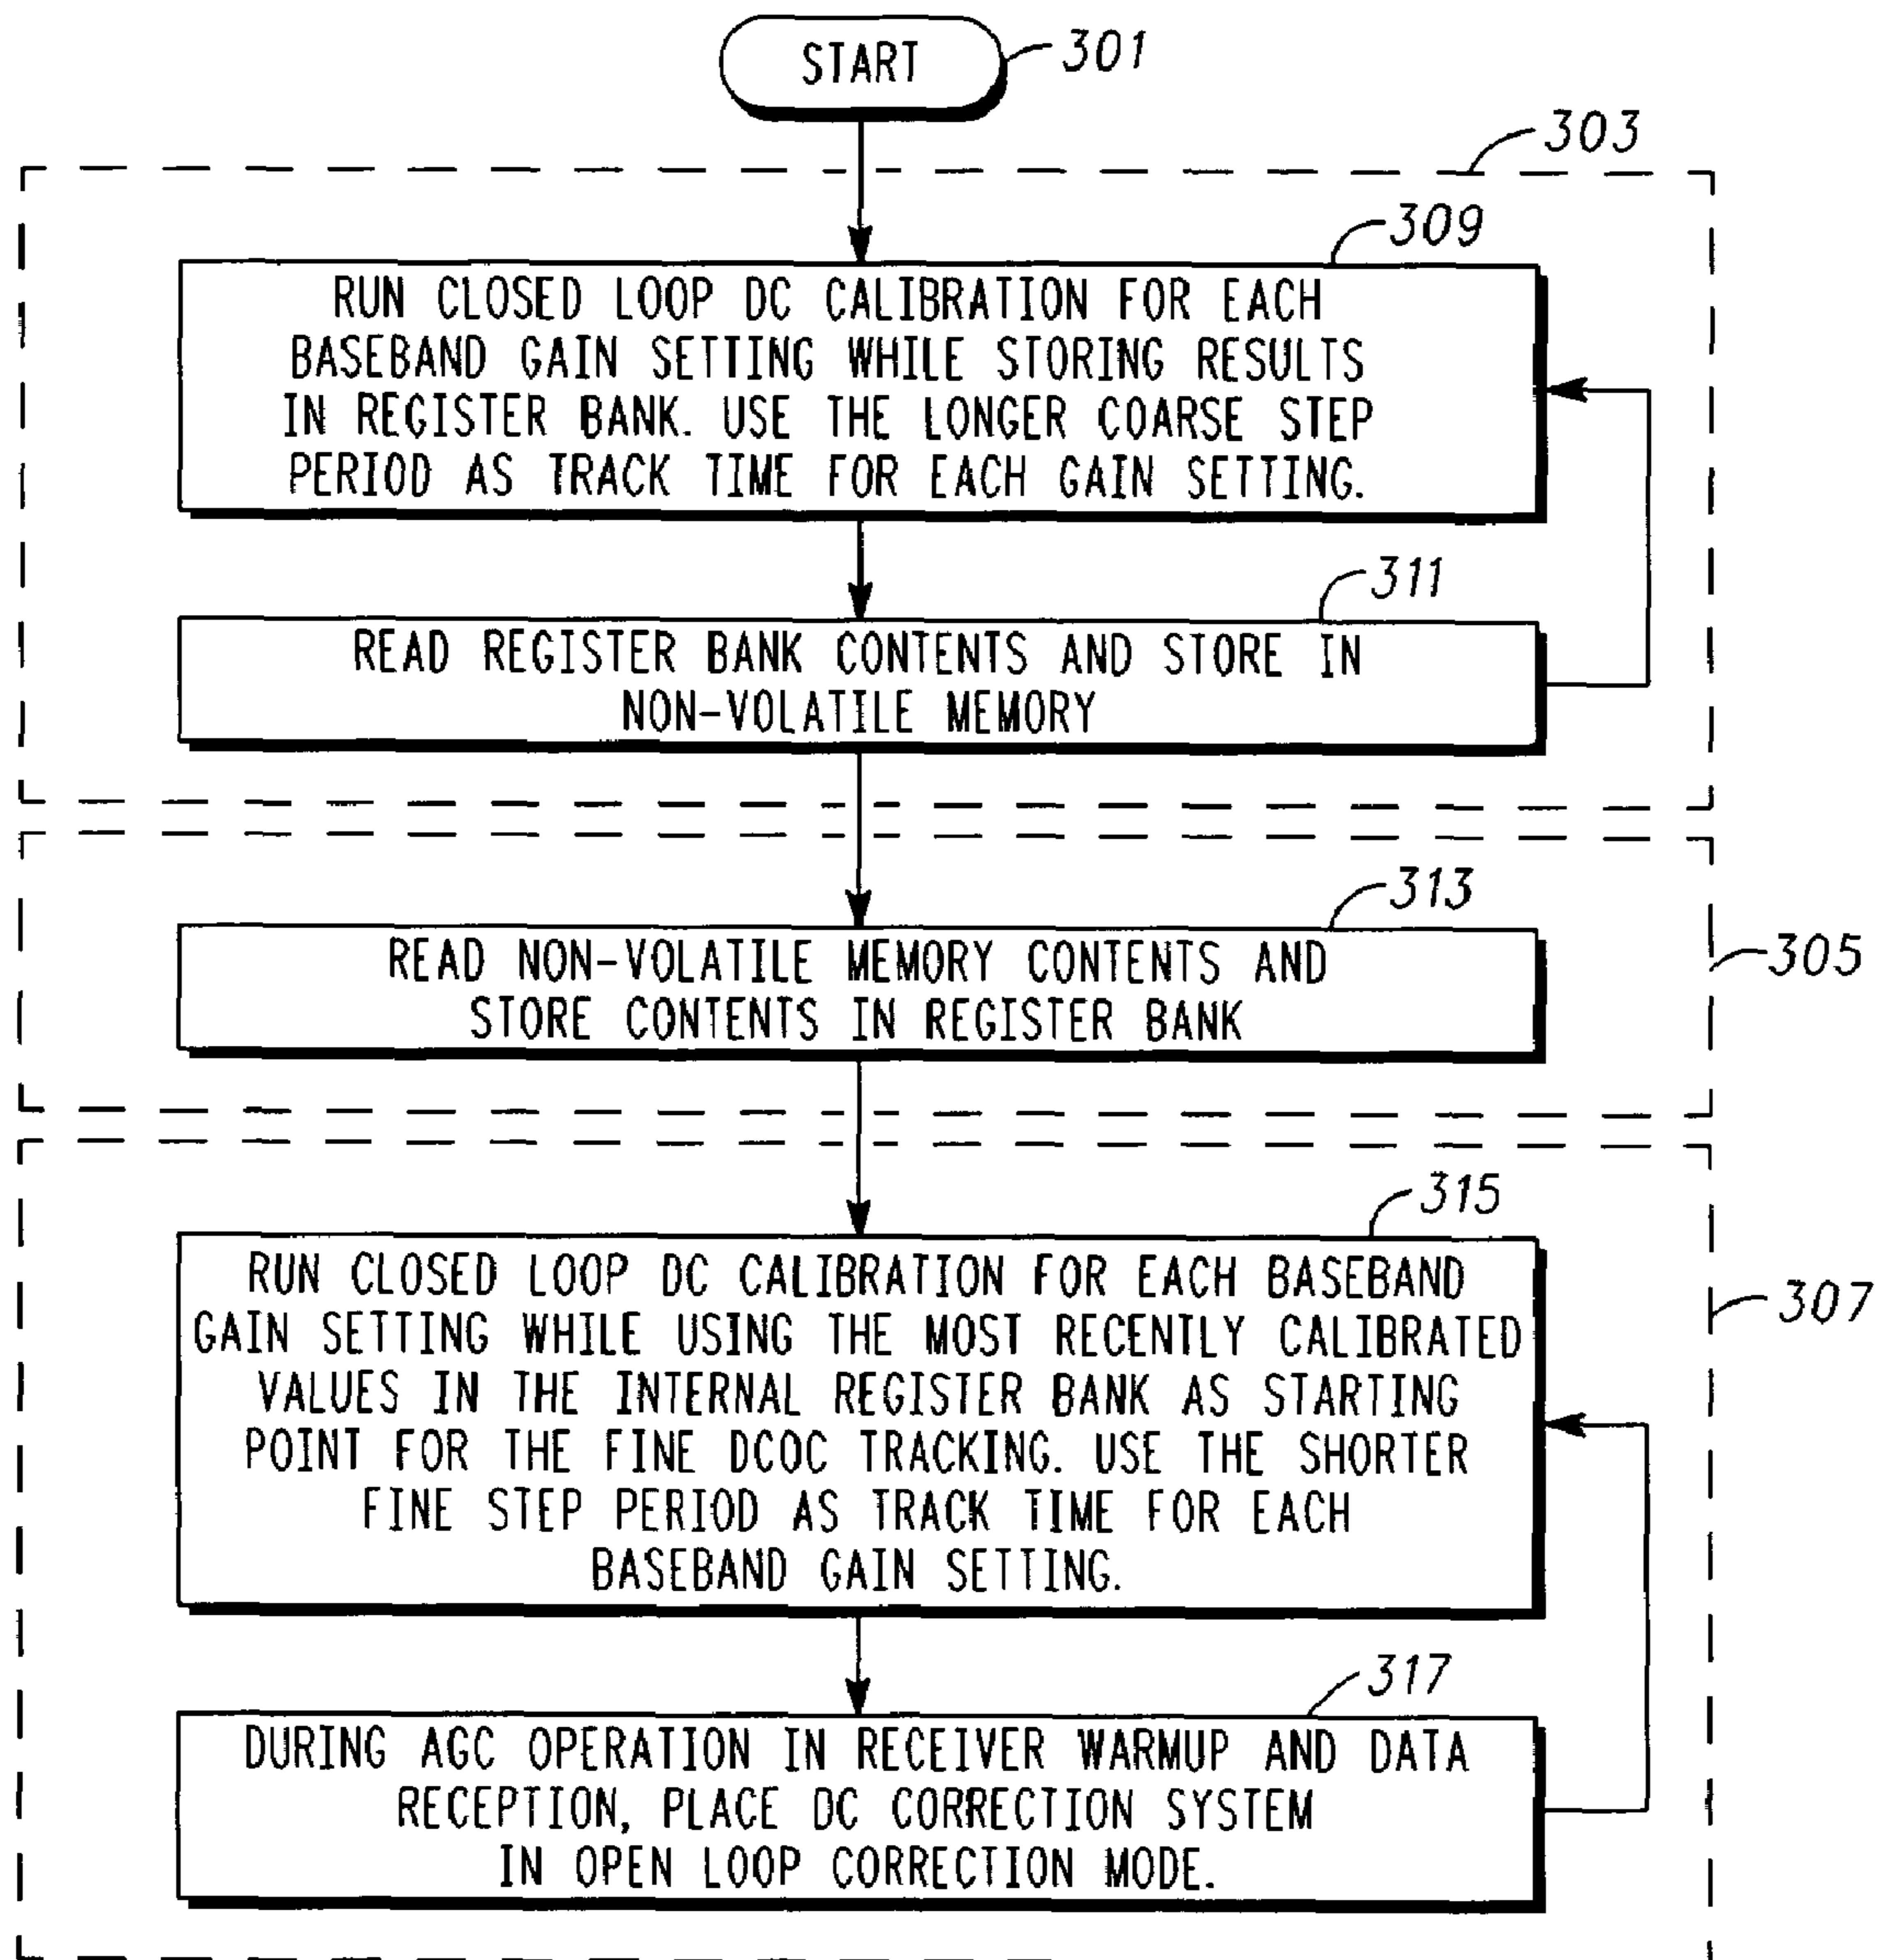 START
301
303
309
RUN CLOSED LOOP DC CALIBRATION FOR EACH
BASEBAND GAIN SETTING WHILE STORING RESULTS
IN REGISTER BANK. USE THE LONGER COARSE STEP
PERIOD AS TRACK TIME FOR EACH GAIN SETTING.
311
READ REGISTER BANK CONTENTS AND STORE IN
NON-VOLATILE MEMORY
313
305
READ NON-VOLATILE MEMORY CONTENTS AND
STORE CONTENTS IN REGISTER BANK
315
307
RUN CLOSED LOOP DC CALIBRATION FOR EACH BASEBAND
GAIN SETTING WHILE USING THE MOST RECENTLY CALIBRATED
VALUES IN THE INTERNAL REGISTER BANK AS STARTING
POINT FOR THE FINE DCOC TRACKING. USE THE SHORTER
FINE STEP PERIOD AS TRACK TIME FOR EACH
BASEBAND GAIN SETTING.
317
DURING AGC OPERATION IN RECEIVER WARMUP AND DATA
RECEPTION, PLACE DC CORRECTION SYSTEM
IN OPEN LOOP CORRECTION MODE.